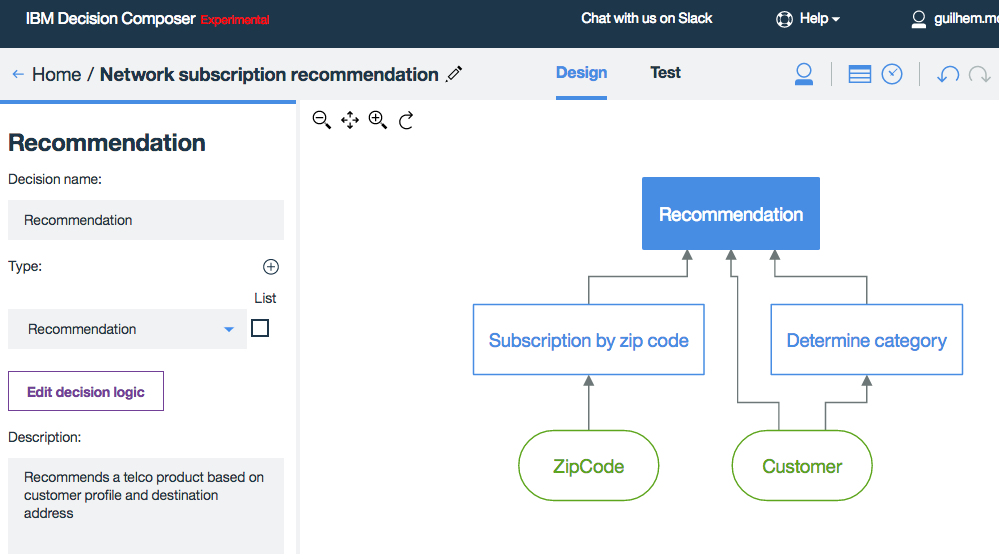 IBM Decision Composer Experimental
Chat with us on Slack
Help
Home / Network subscription recommendation
Design
Test
Recommendation
Decision name:
Recommendation
Type:
List
Recommendation
Edit decision logic
Description:
Recommends a telco product based on
customer profile and destination
address
Recommendation
Subscription by zip code
Determine category
ZipCode
Customer